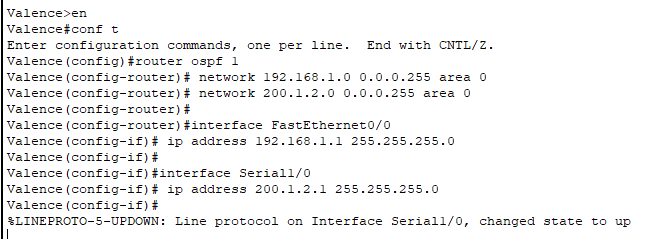 Valence>en
Valence#conf t
Enter configuration commands, one per line.  End with CNTL/Z.
Valence(config)#router ospf 1
Valence(config-router)# network 192.168.1.0 0.0.0.255 area 0
Valence(config-router)# network 200.1.2.0 0.0.0.255 area 0
Valence(config-router)#
Valence(config-router)#interface FastEthernet0/0
Valence(config-if)# ip address 192.168.1.1 255.255.255.0
Valence(config-if)#
Valence(config-if)#interface Serial1/0
Valence(config-if)# ip address 200.1.2.1 255.255.255.0
Valence(config-if)#
%LINEPROTO-5-UPDOWN: Line protocol on Interface Serial1/0, changed state to up